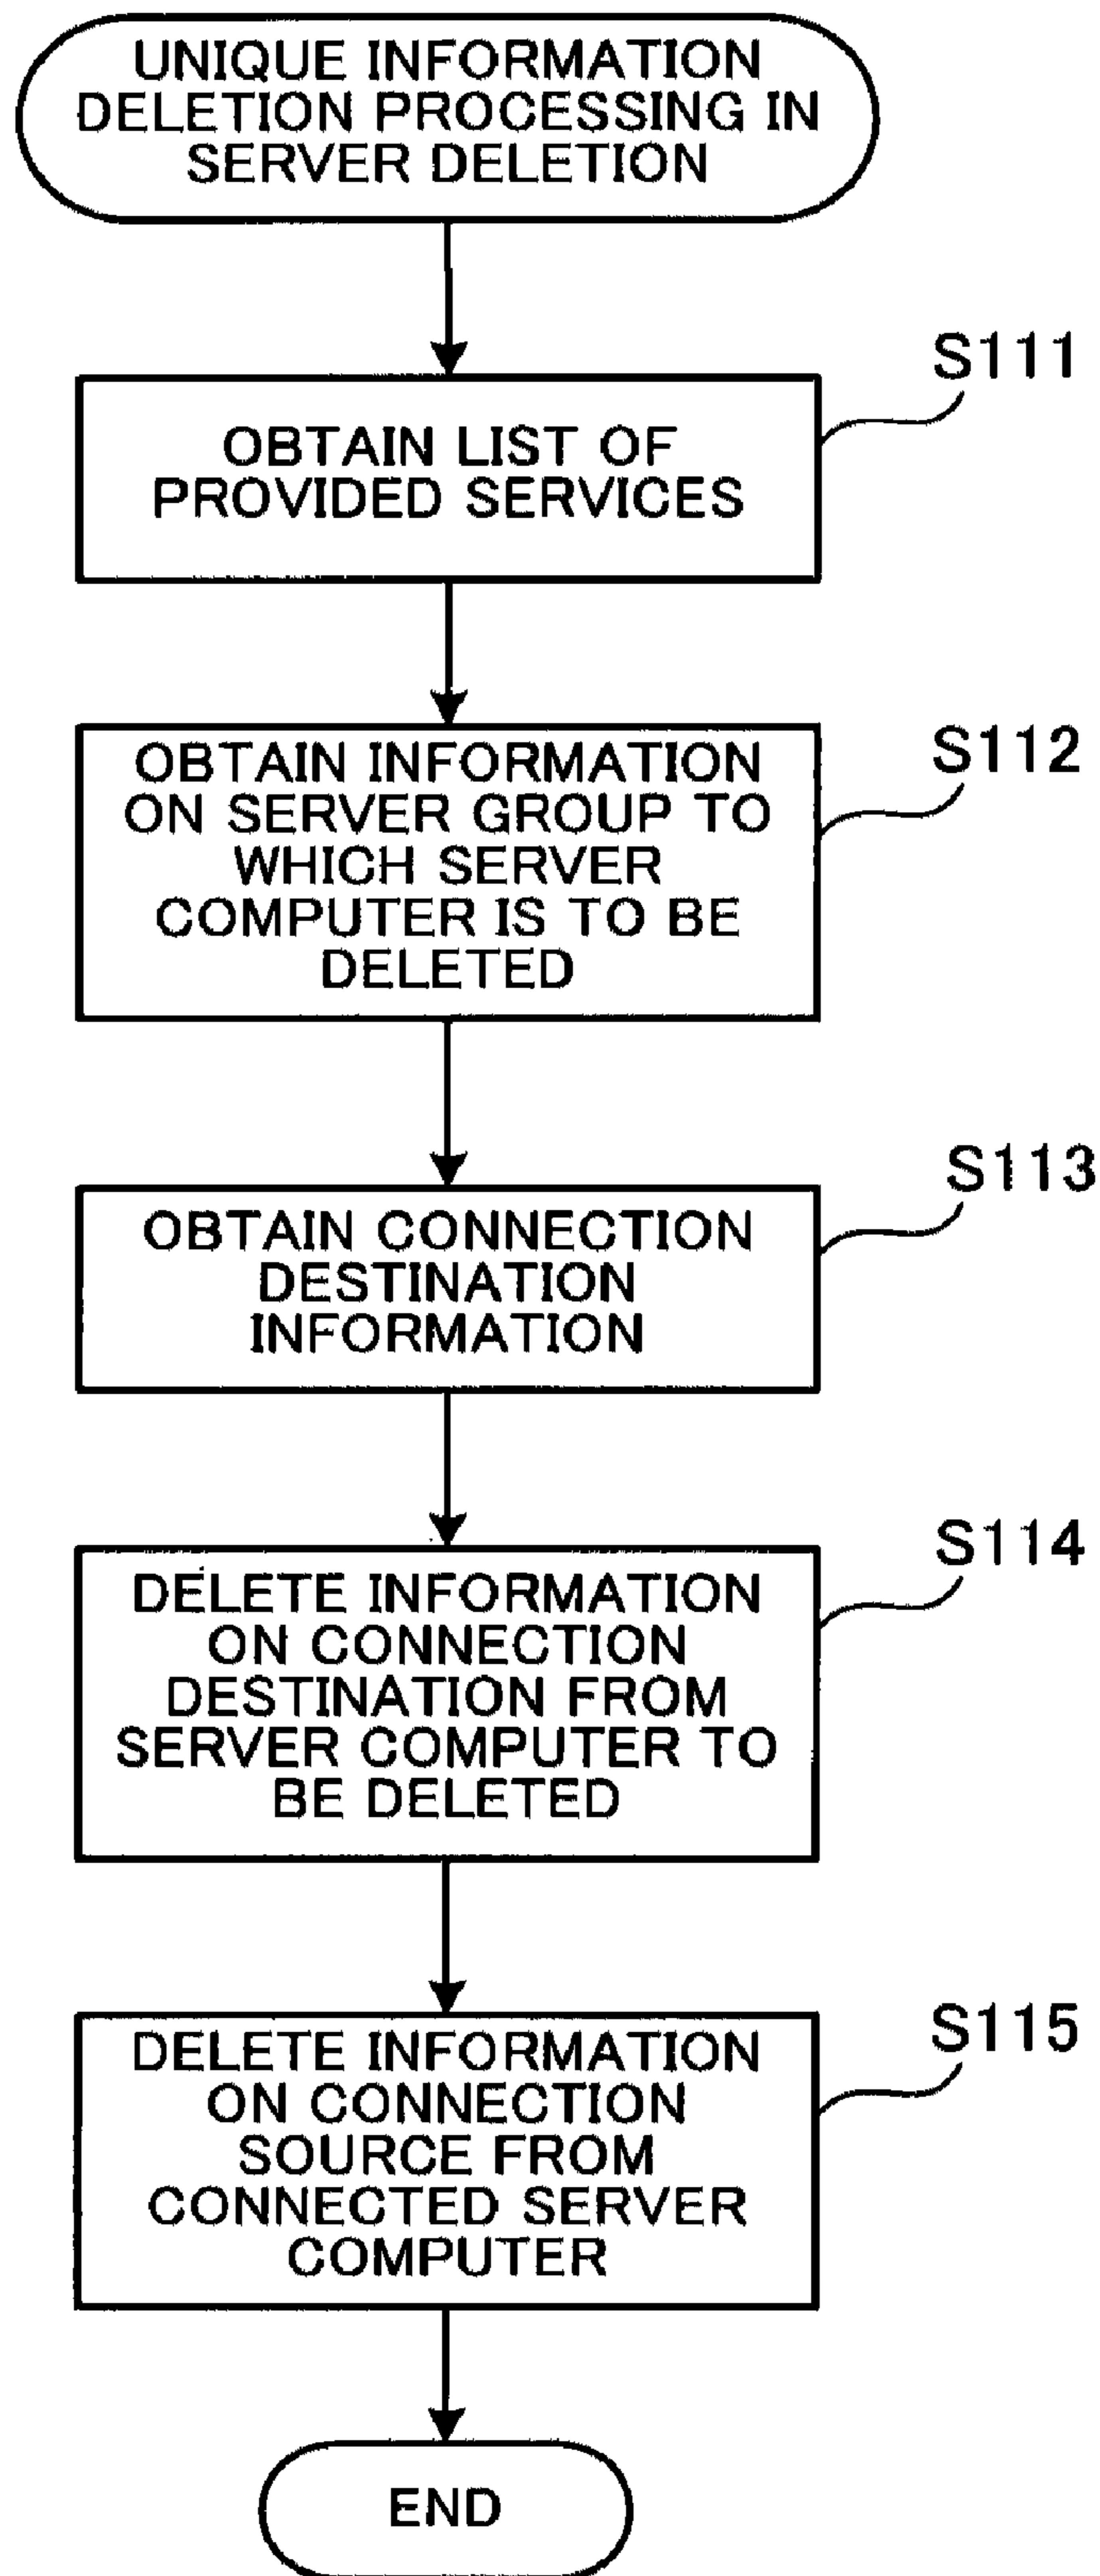 UNIQUE INFORMATION
DELETION PROCESSING IN
SERVER DELETION
S111
OBTAIN LIST OF
PROVIDED SERVICES
S112
OBTAIN INFORMATION
ON SERVER GROUP TO
WHICH SERVER
COMPUTER IS TO BE
DELETED
S113
OBTAIN CONNECTION
DESTINATION
INFORMATION
S114
DELETE INFORMATION
ON CONNECTION
DESTINATION FROM
SERVER COMPUTER TO
BE DELETED
S115
DELETE INFORMATION
ON CONNECTION
SOURCE FROM
CONNECTED SERVER
COMPUTER
END